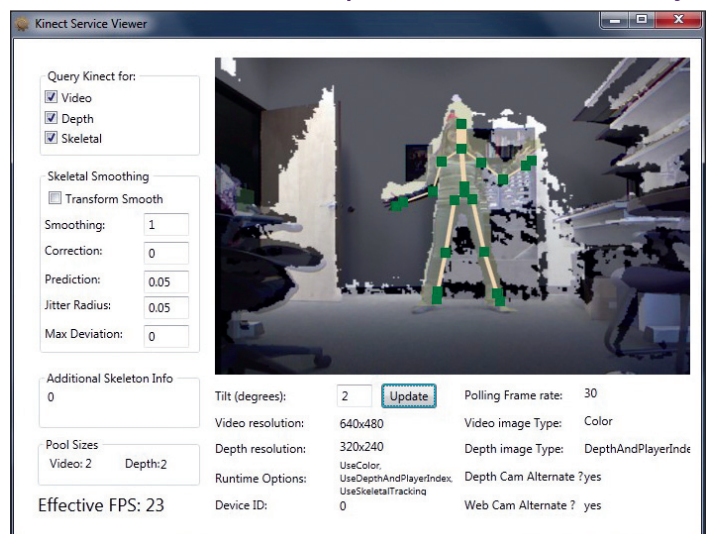 Kinect Service Viewer
Query Kinect for:
Video
Depth
Skeletal
Skeletal Smoothing
Transform Smooth
Smoothing: 1
Correction: 0
Prediction: 0.05
Jitter Radius: 0.05
Max Deviation: 0
Additional Skeleton Info
0
Pool Sizes
Video: 2 Depth:2
Effective FPS: 23
Tilt (degrees): 2 Update
Video resolution: 640x480
Depth resolution: 320x240
Runtime Options: UseColor,
UseDepthAndPlayerIndex,
UseSkeletalTracking
Device ID: 0
Polling Frame rate: 30
Video image Type: Color
Depth image Type: DepthAndPlayerInde
Depth Cam Alternate ?yes
Web Cam Alternate ? yes